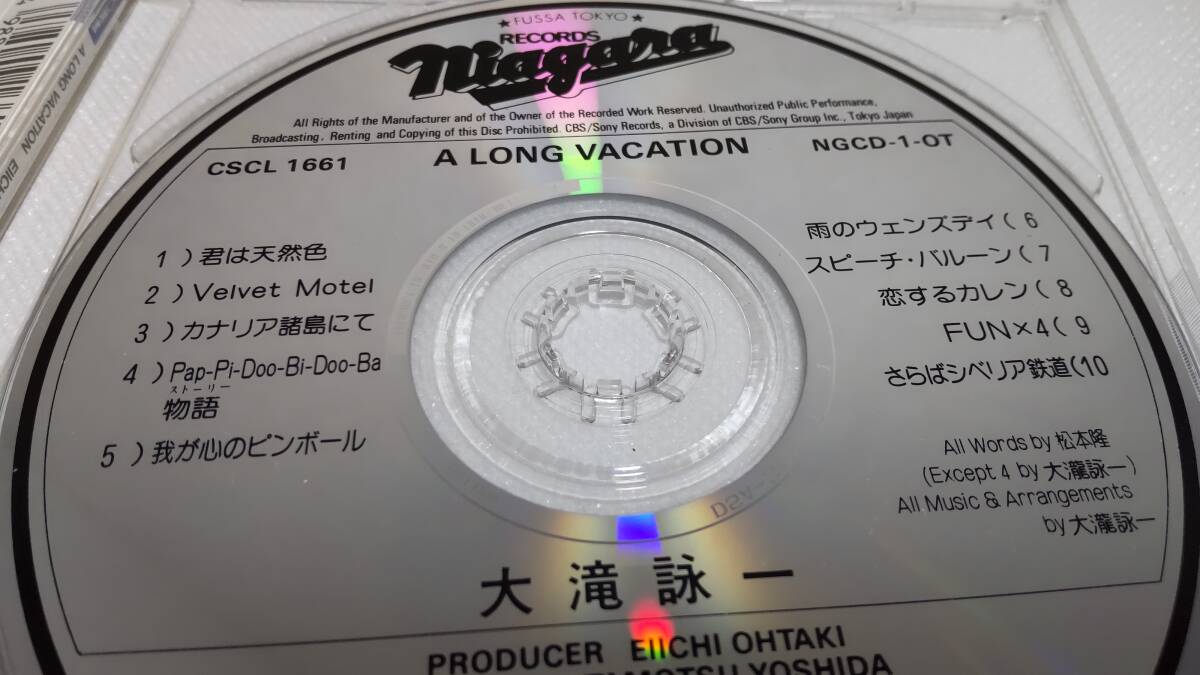 ★ FUSSA TOKYO ★
RECORDS
Niagara
All Rights of the Manufacturer and of the Owner of the Recorded Work Reserved. Unauthorized Public Performance,
Broadcasting, Renting and Copying of this Disc Prohibited. CBS/Sony Records, a Division of CBS/Sony Group Inc., Tokyo Japan
CSCL 1661
A LONG VACATION
NGCD-1-OT
1 ) 君は天然色
2 ) Velvet Motel
3 ) カナリア諸島にて
4 ) Pap-Pi-Doo-Bi-Doo-Ba
ストーリー
物語
5 ) 我が心のピンボール
雨のウェンズデイ ( 6
スピーチ・バルーン ( 7
恋するカレン ( 8
FUN×4 ( 9
さらばシベリア鉄道 (10
All Words by 松本隆
(Except 4 by 大瀧詠一)
All Music & Arrangements
by 大瀧詠一
大滝詠一
PRODUCER EIICHI OHTAKI
TAMOTSU YOSHIDA
A LONG VACATION